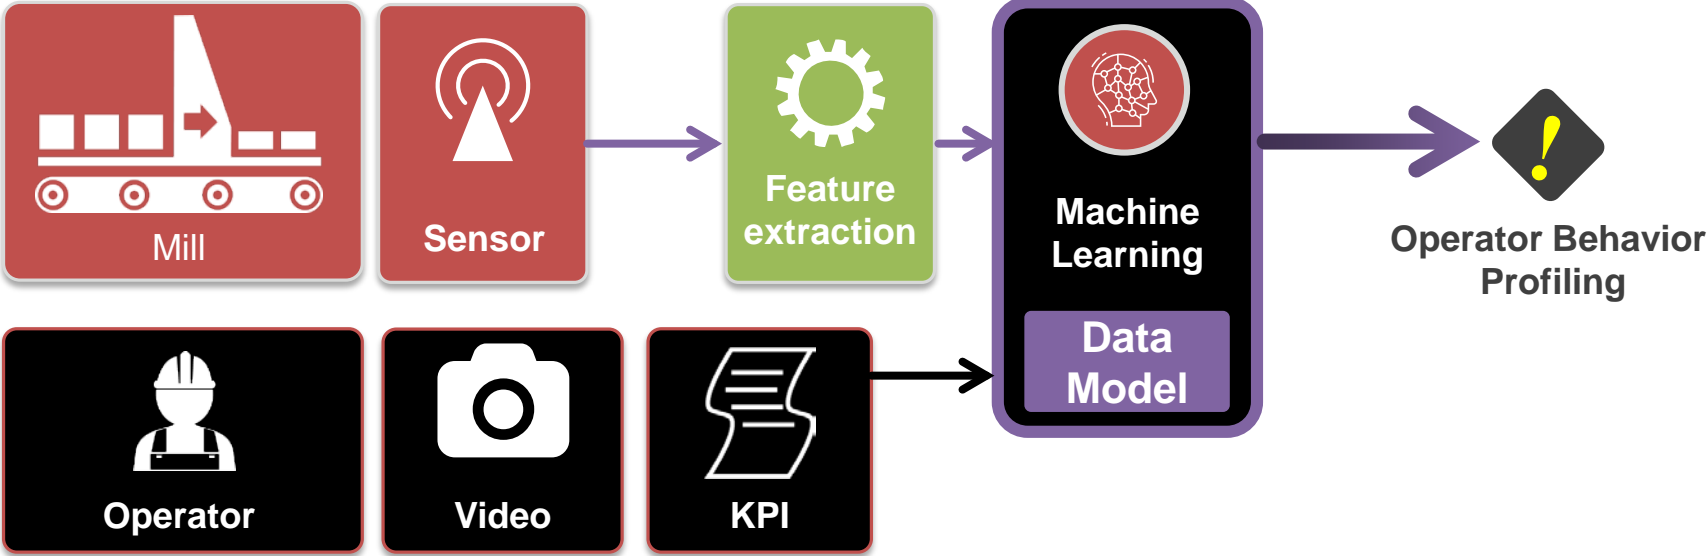 Mill
Sensor
Feature
extraction
Machine
Learning
Data
Model
Operator Behavior
Profiling
Operator
Video
KPI